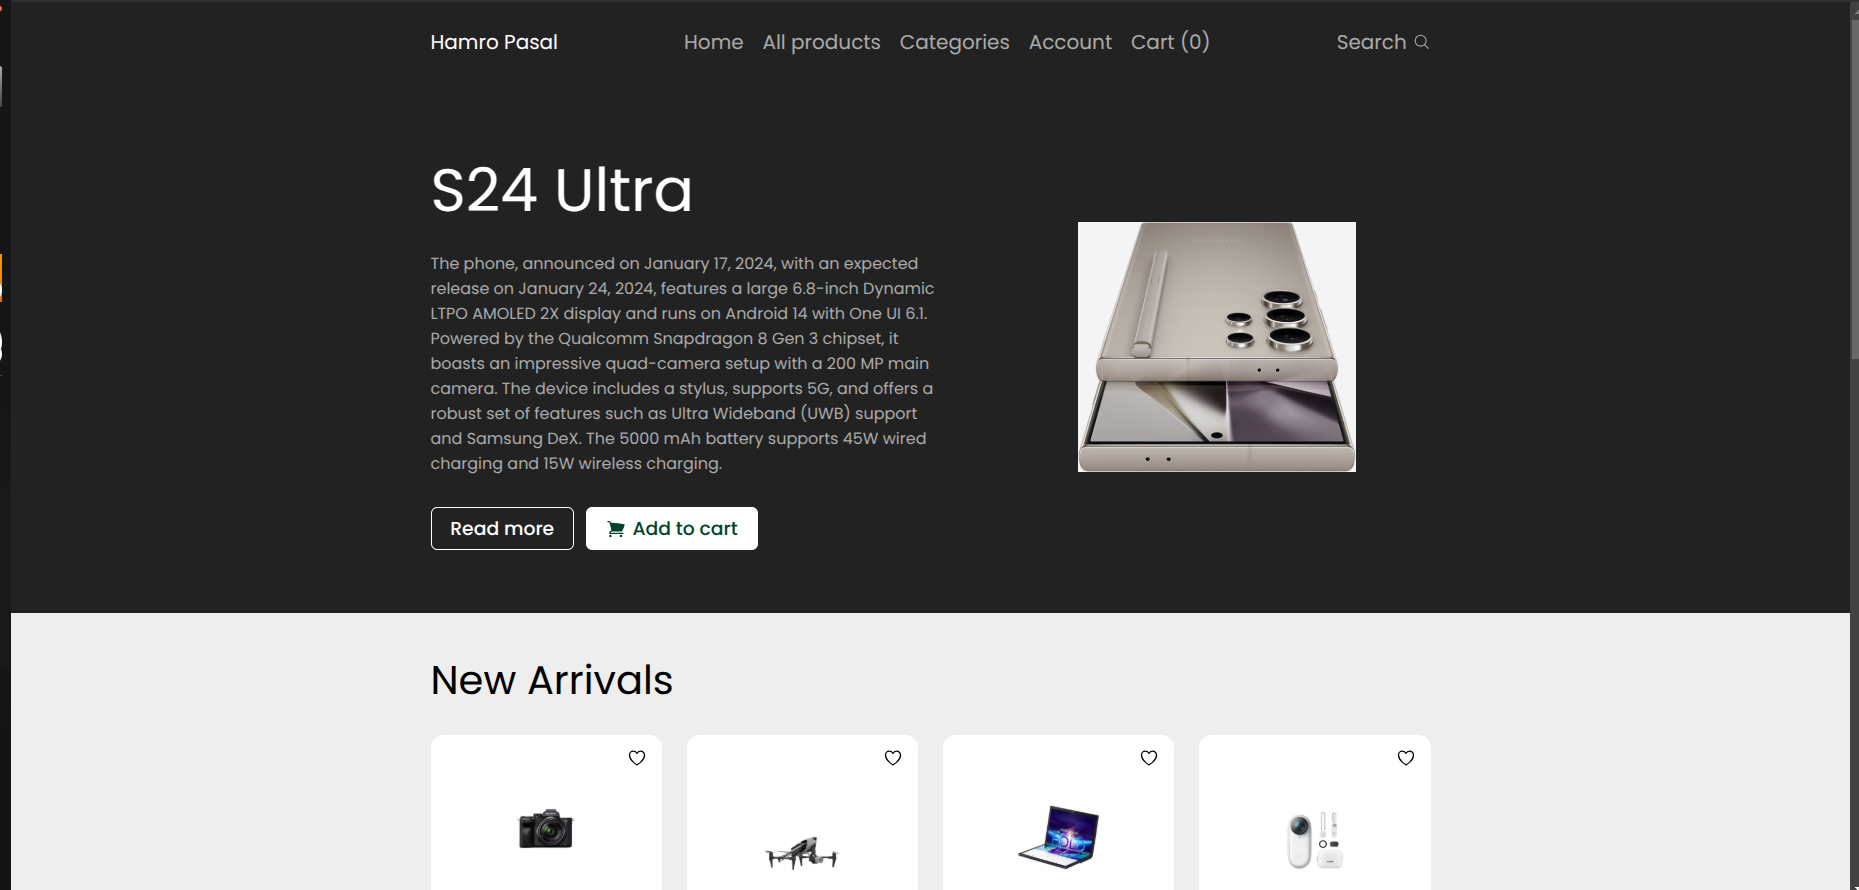 Hamro Pasal
Home All products Categories Account Cart (0)
Search
S24 Ultra
The phone, announced on January 17, 2024, with an expected
release on January 24, 2024, features a large 6.8-inch Dynamic
LTPO AMOLED 2X display and runs on Android 14 with One UI 6.1.
Powered by the Qualcomm Snapdragon 8 Gen 3 chipset, it
boasts an impressive quad-camera setup with a 200 MP main
camera. The device includes a stylus, supports 5G, and offers a
robust set of features such as Ultra Wideband (UWB) support
and Samsung DeX. The 5000 mAh battery supports 45W wired
charging and 15W wireless charging.
Read more
Add to cart
New Arrivals